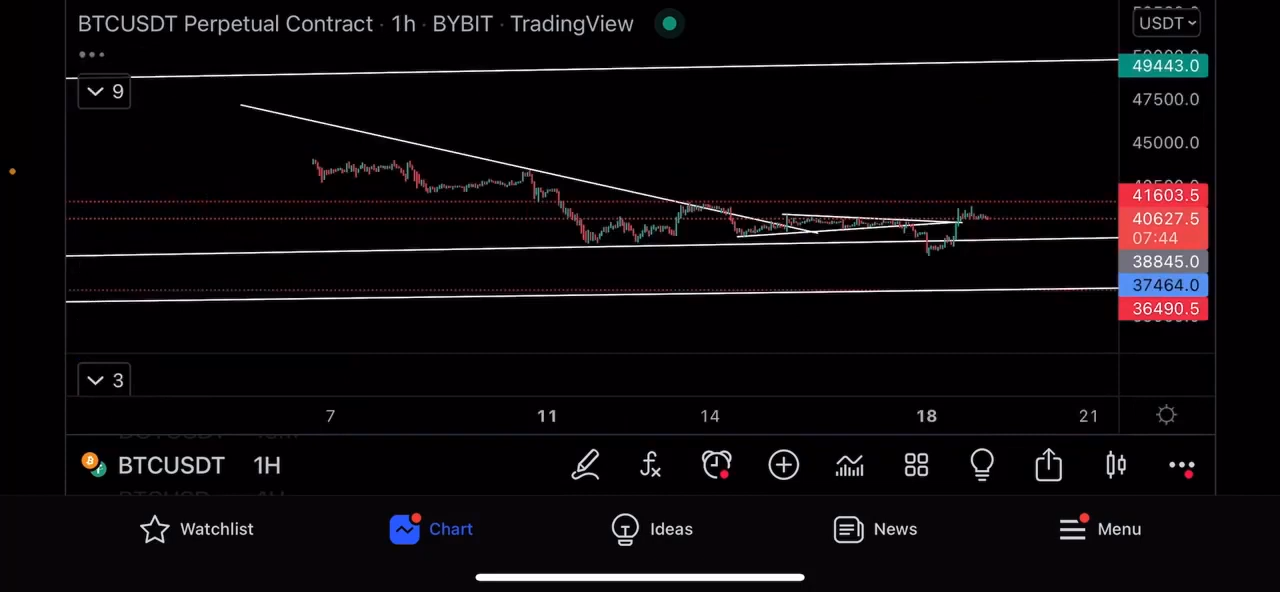 BTCUSDT Perpetual Contract · 1h · BYBIT · TradingView
USDT
49443.0
9
47500.0
45000.0
41603.5
40627.5
07:44
38845.0
37464.0
36490.5
3
7 11 14 18 21
BTCUSDT 1H
Watchlist Chart Ideas News Menu